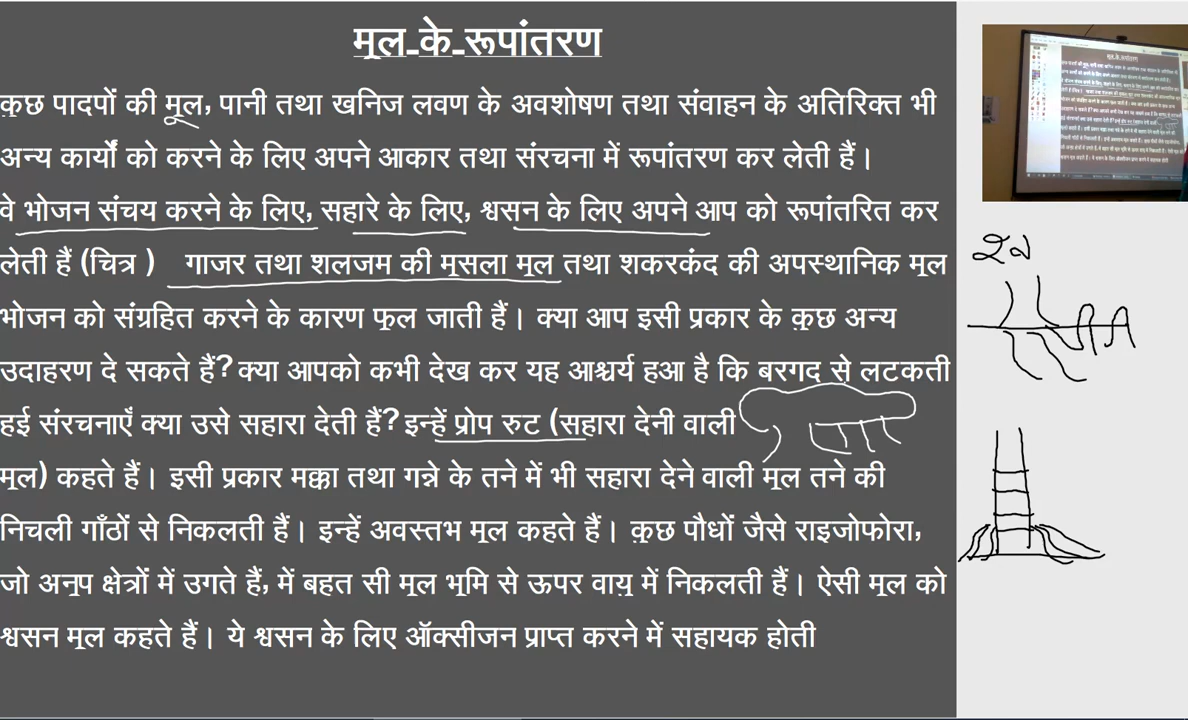 मूल के रूपांतरण
कुछ पादपों की मूल, पानी तथा खनिज लवण के अवशोषण तथा संवाहन के अतिरिक्त भी
अन्य कार्यों को करने के लिए अपने आकार तथा संरचना में रूपांतरण कर लेती हैं।
वे भोजन संचय करने के लिए, सहारे के लिए, श्वसन के लिए अपने आप को रूपांतरित कर
लेती हैं (चित्र ) गाजर तथा शलजम की मूसला मूल तथा शकरकंद की अपस्थानिक मूल
भोजन को संग्रहित करने के कारण फूल जाती हैं। क्या आप इसी प्रकार के कुछ अन्य
उदाहरण दे सकते हैं? क्या आपको कभी देख कर यह आश्चर्य हुआ है कि बरगद से लटकती
हुई संरचनाएँ क्या उसे सहारा देती हैं? इन्हें प्रोप रुट (सहारा देनी वाली
मूल) कहते हैं। इसी प्रकार मक्का तथा गन्ने के तने में भी सहारा देने वाली मूल तने की
निचली गाँठों से निकलती हैं। इन्हें अवस्तभ मूल कहते हैं। कुछ पौधों जैसे राइजोफोरा,
जो अनूप क्षेत्रों में उगते हैं, में बहुत सी मूल भूमि से ऊपर वायु में निकलती हैं। ऐसी मूल को
श्वसन मूल कहते हैं। ये श्वसन के लिए ऑक्सीजन प्राप्त करने में सहायक होती